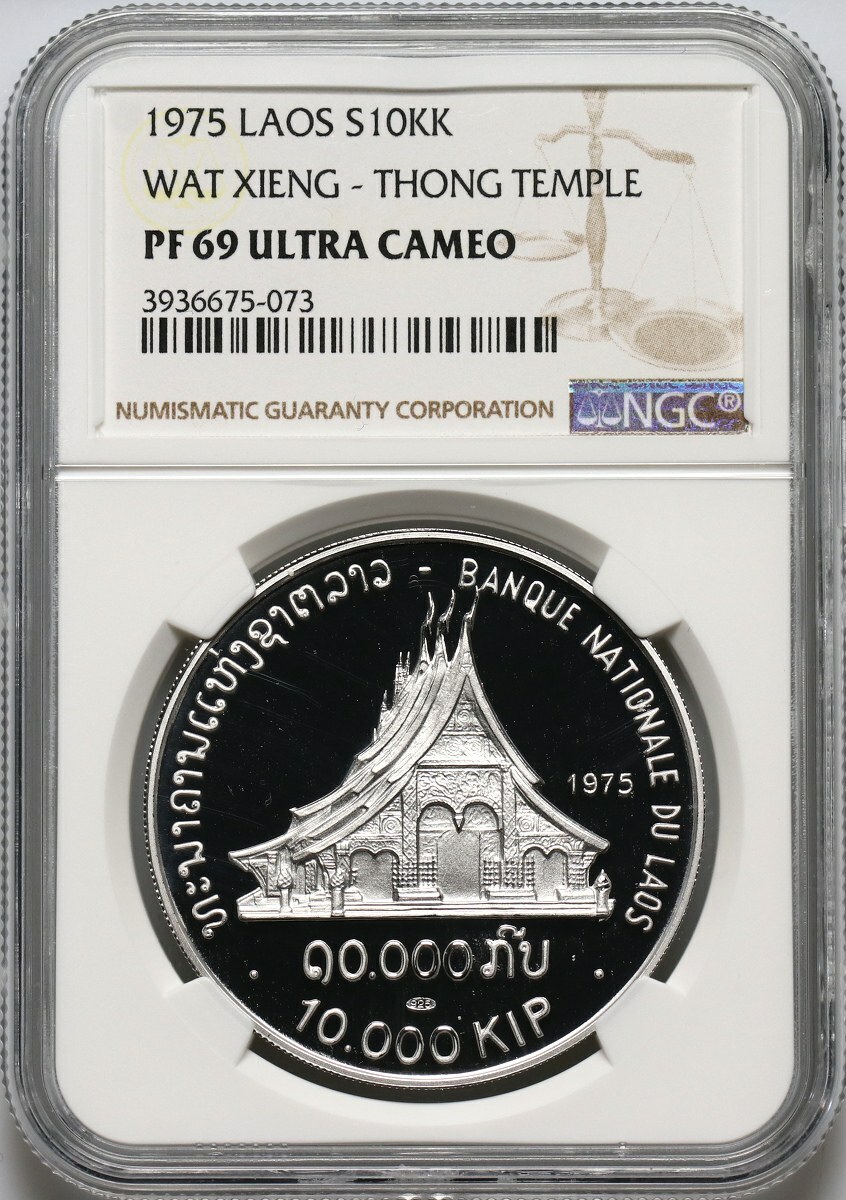 1975 LAOS S10KK
WAT XIENG - THONG TEMPLE
PF 69 ULTRA CAMEO
3936675-073
NUMISMATIC GUARANTY CORPORATION
NGC®
ທະນາຄານແຫ່ງຊາຕລາວ - BANQUE NATIONALE DU LAOS
1975
໑໐.໐໐໐ ກີບ
925
10.000 KIP